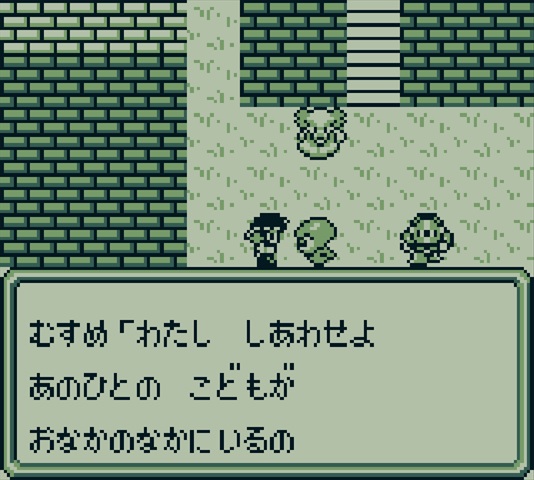 むすめ「わたし　しあわせよ
あのひとの　こどもが
おなかのなかにいるの